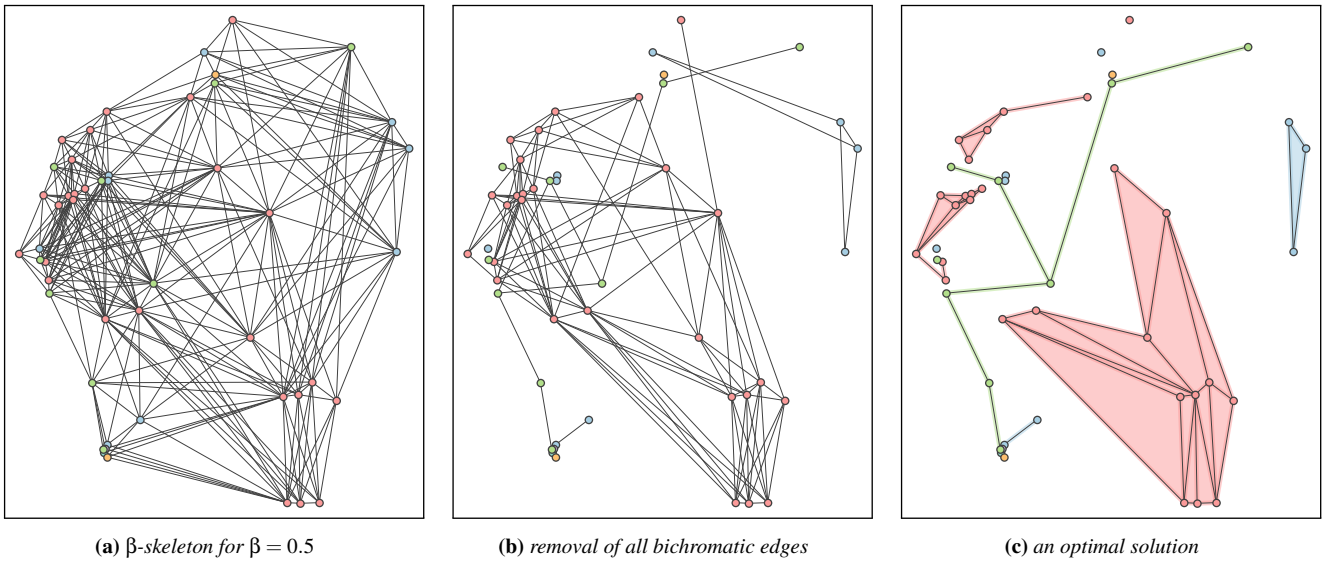 (a) β-skeleton for β = 0.5
(b) removal of all bichromatic edges
(c) an optimal solution